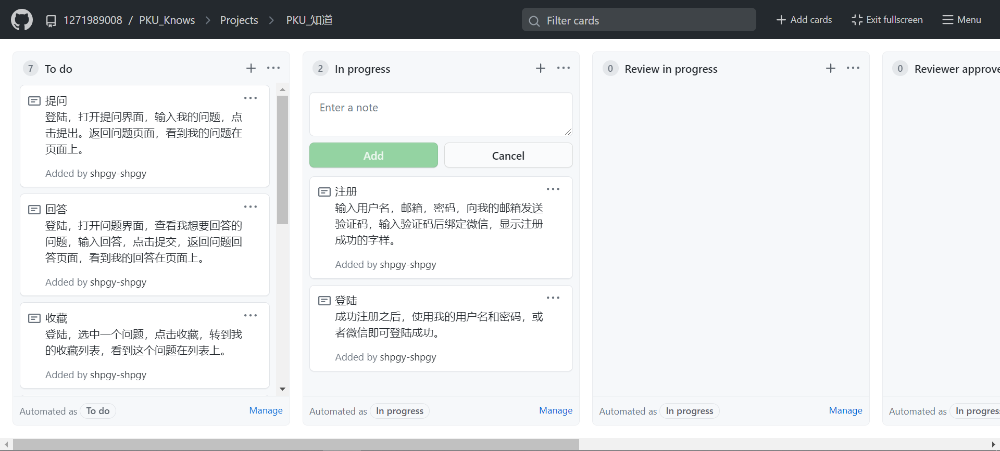 1271989008 / PKU_Knows > Projects > PKU_知道
Filter cards
Add cards
Exit fullscreen
Menu
7 To do
提问
登陆，打开提问界面，输入我的问题，点
击提出。返回问题页面，看到我的问题在
页面上。
Added by shpgy-shpgy
回答
登陆，打开问题界面，查看我想要回答的
问题，输入回答，点击提交，返回问题回
答页面，看到我的回答在页面上。
Added by shpgy-shpgy
收藏
登陆，选中一个问题，点击收藏，转到我
的收藏列表，看到这个问题在列表上。
Added by shpgy-shpgy
Automated as To do
Manage
2 In progress
Enter a note
Add
Cancel
注册
输入用户名，邮箱，密码，向我的邮箱发送
验证码，输入验证码后绑定微信，显示注册
成功的字样。
Added by shpgy-shpgy
登陆
成功注册之后，使用我的用户名和密码，或
者微信即可登陆成功。
Added by shpgy-shpgy
Automated as In progress
Manage
0 Review in progress
Automated as In progress
Manage
0 Reviewer approve
Automated as In progress